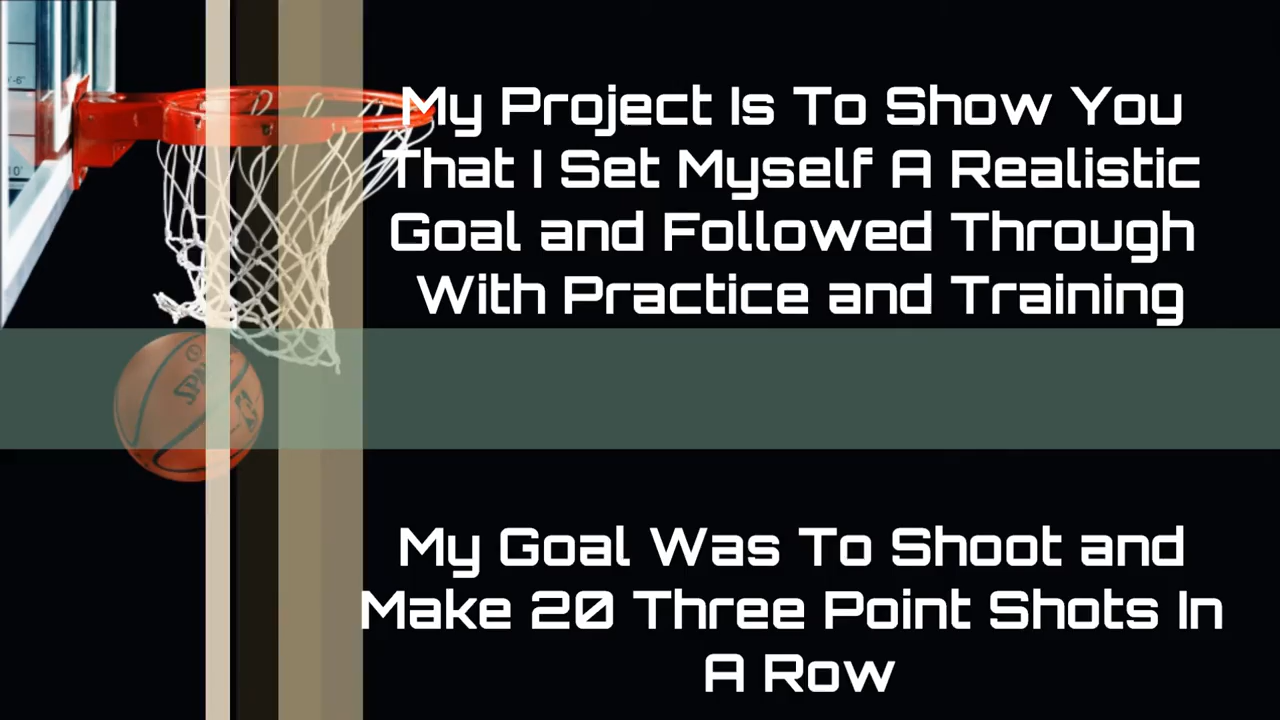 My Project Is To Show You
That I Set Myself A Realistic
Goal and Followed Through
With Practice and Training
My Goal Was To Shoot and
Make 20 Three Point Shots In
A Row